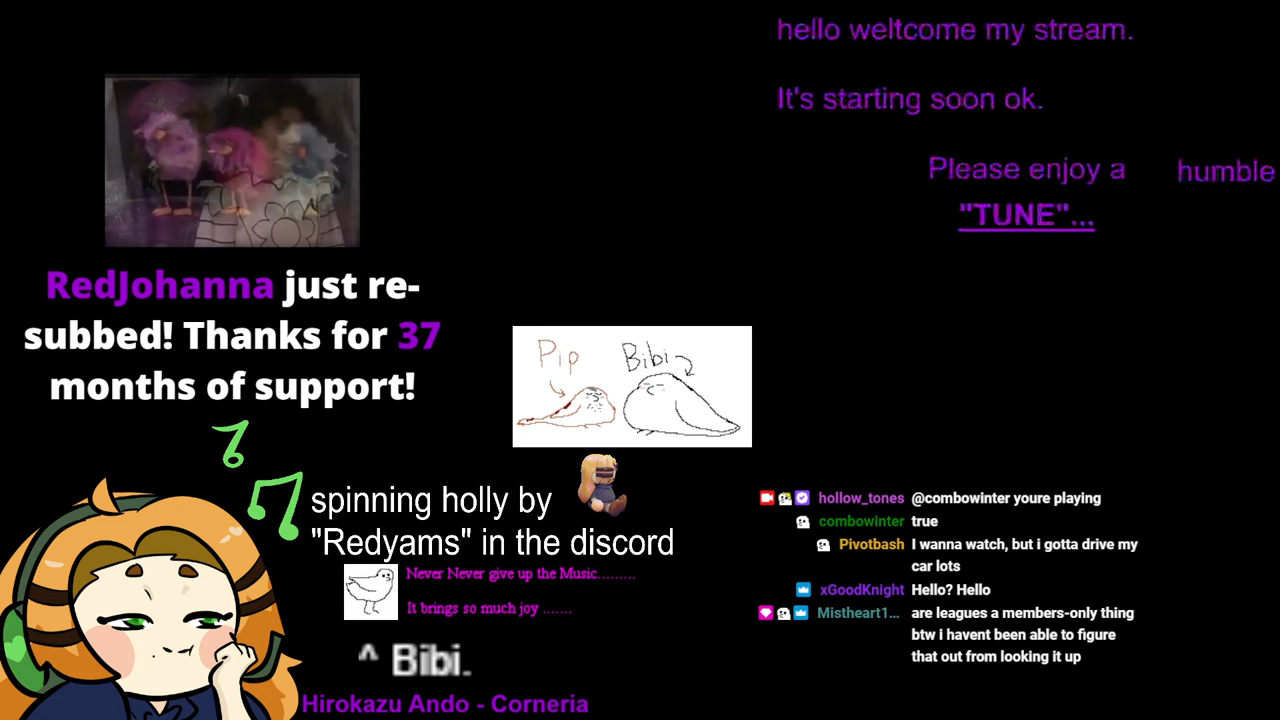 hello weltcome my stream.
It's starting soon ok.
Please enjoy a humble
"TUNE"...
RedJohanna just re-
subbed! Thanks for 37
months of support!
Pip
Bibi
spinning holly by
"Redyams" in the discord
Never Never give up the Music.........
It brings so much joy .......
^ Bibi.
Hirokazu Ando - Corneria
hollow_tones @combowinter youre playing
combowinter true
Pivotbash I wanna watch, but i gotta drive my
car lots
xGoodKnight Hello? Hello
Mistheart1... are leagues a members-only thing
btw i havent been able to figure
that out from looking it up